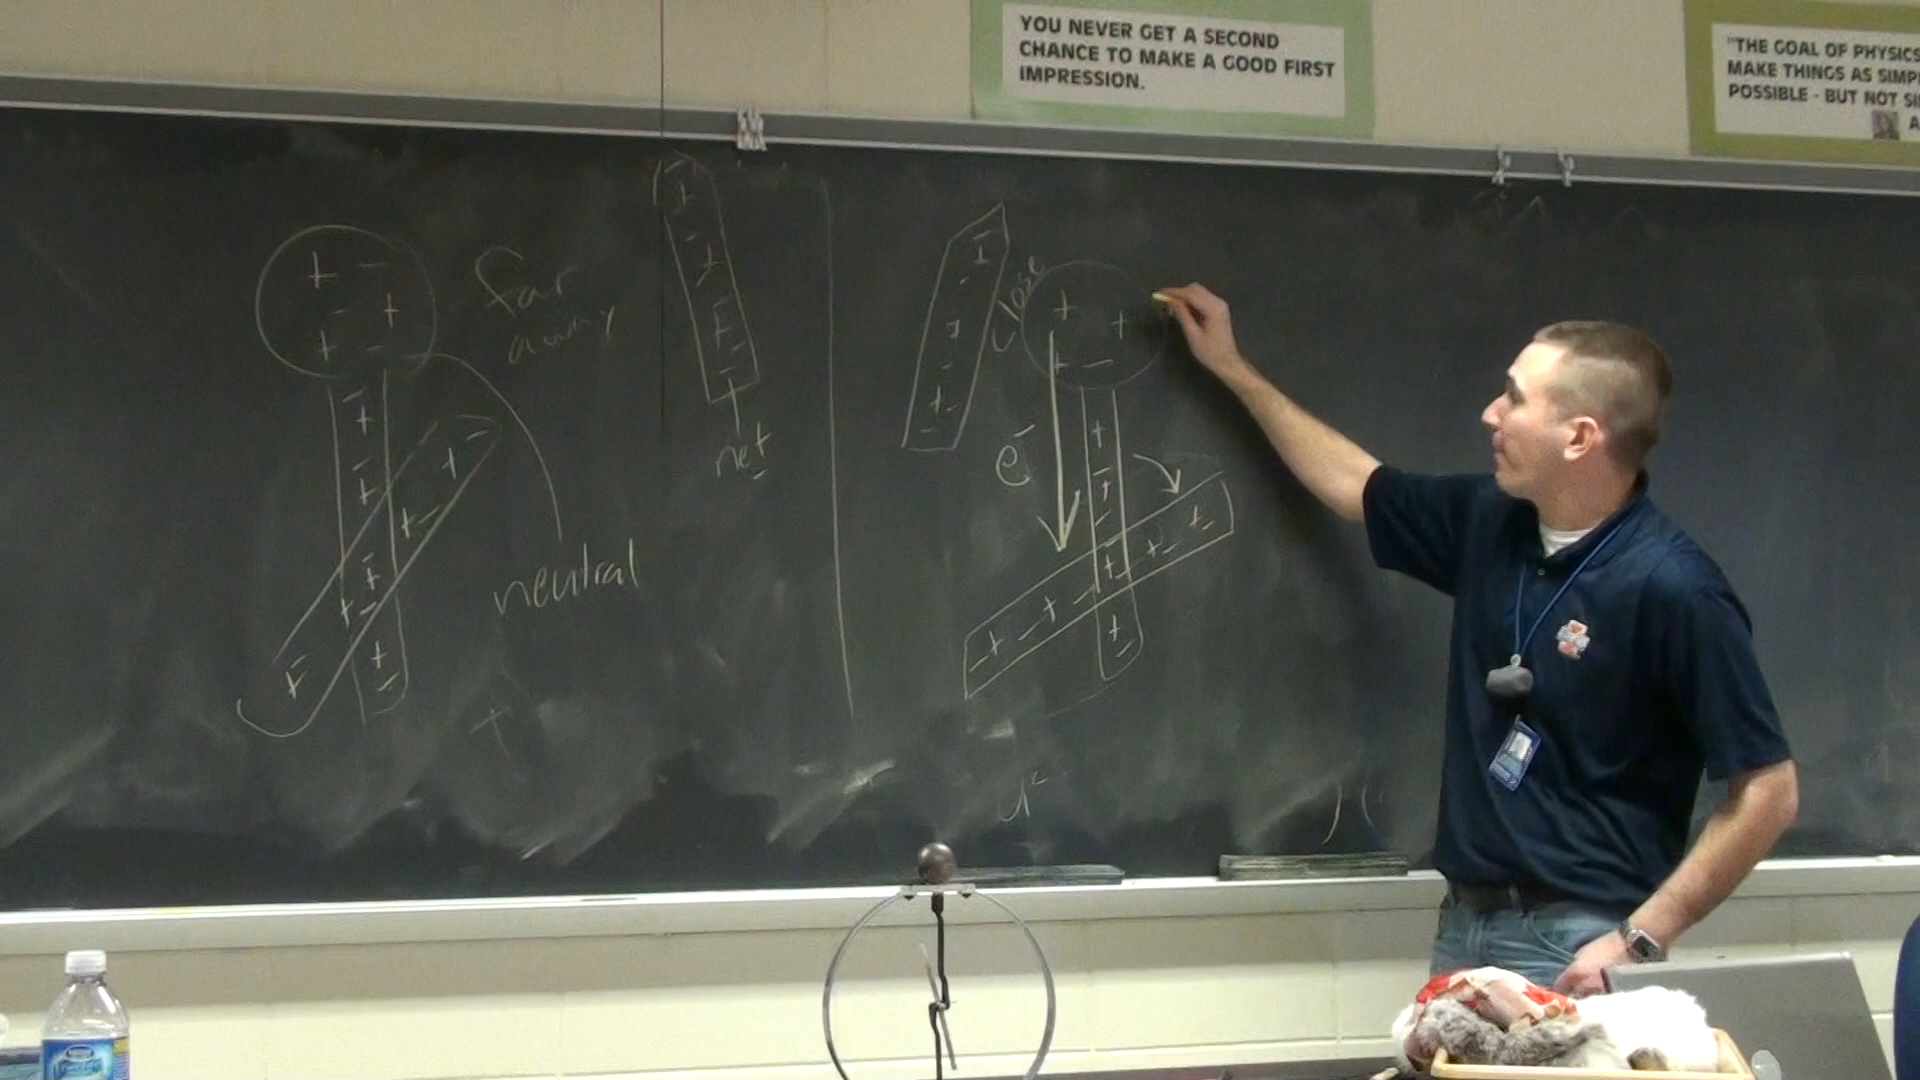 YOU NEVER GET A SECOND
CHANCE TO MAKE A GOOD FIRST
IMPRESSION.
"THE GOAL OF PHYSICS
MAKE THINGS AS SIMP
POSSIBLE - BUT NOT SI
A
far
away
net
neutral
close
e⁻